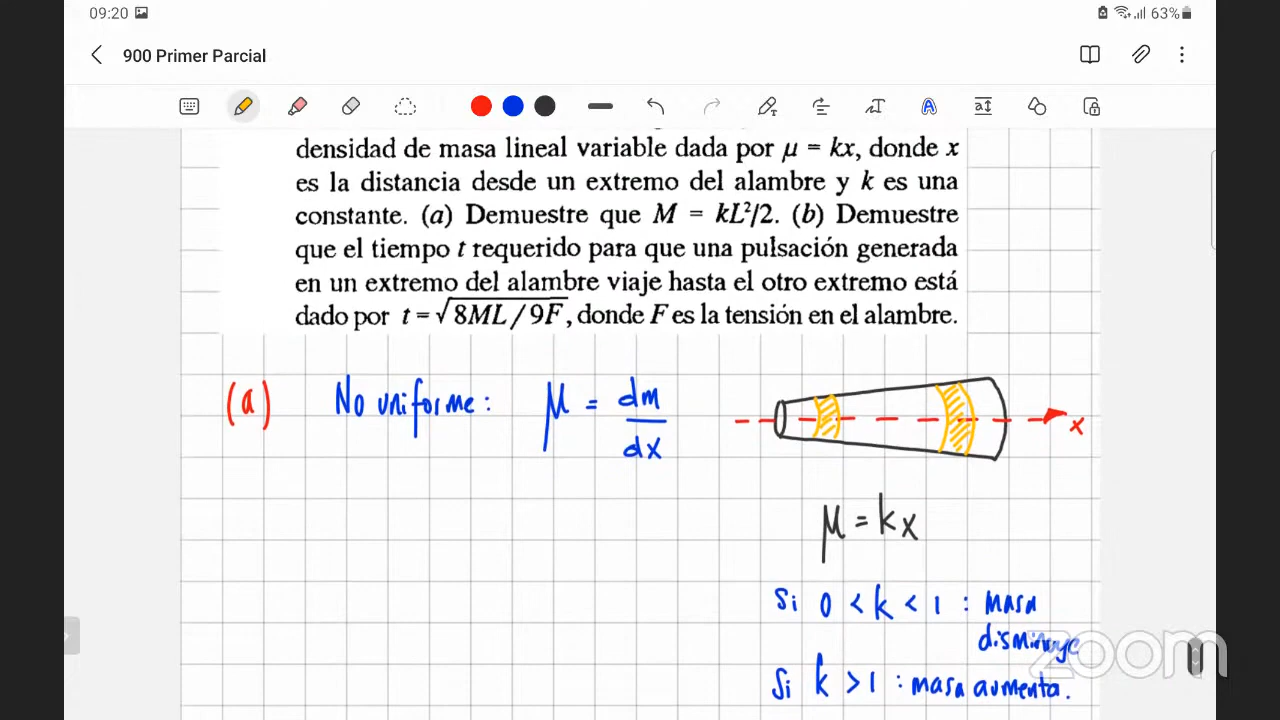 09:20
63%
900 Primer Parcial
densidad de masa lineal variable dada por μ = kx, donde x
es la distancia desde un extremo del alambre y k es una
constante. (a) Demuestre que M = kL²/2. (b) Demuestre
que el tiempo t requerido para que una pulsación generada
en un extremo del alambre viaje hasta el otro extremo está
dado por t = √8ML / 9F, donde F es la tensión en el alambre.
(a) No uniforme: μ = dm/dx
x
μ = kx
Si 0 < k < 1 : masa
disminuye
Si k > 1 : masa aumenta.
zoom